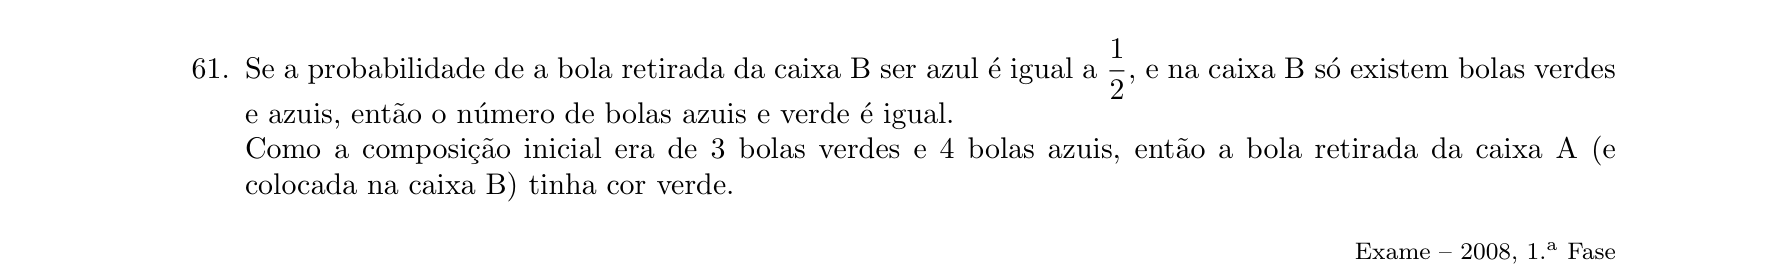 61. Se a probabilidade de a bola retirada da caixa B ser azul é igual a 1/2, e na caixa B só existem bolas verdes
e azuis, então o número de bolas azuis e verde é igual.
Como a composição inicial era de 3 bolas verdes e 4 bolas azuis, então a bola retirada da caixa A (e
colocada na caixa B) tinha cor verde.
Exame – 2008, 1.ª Fase